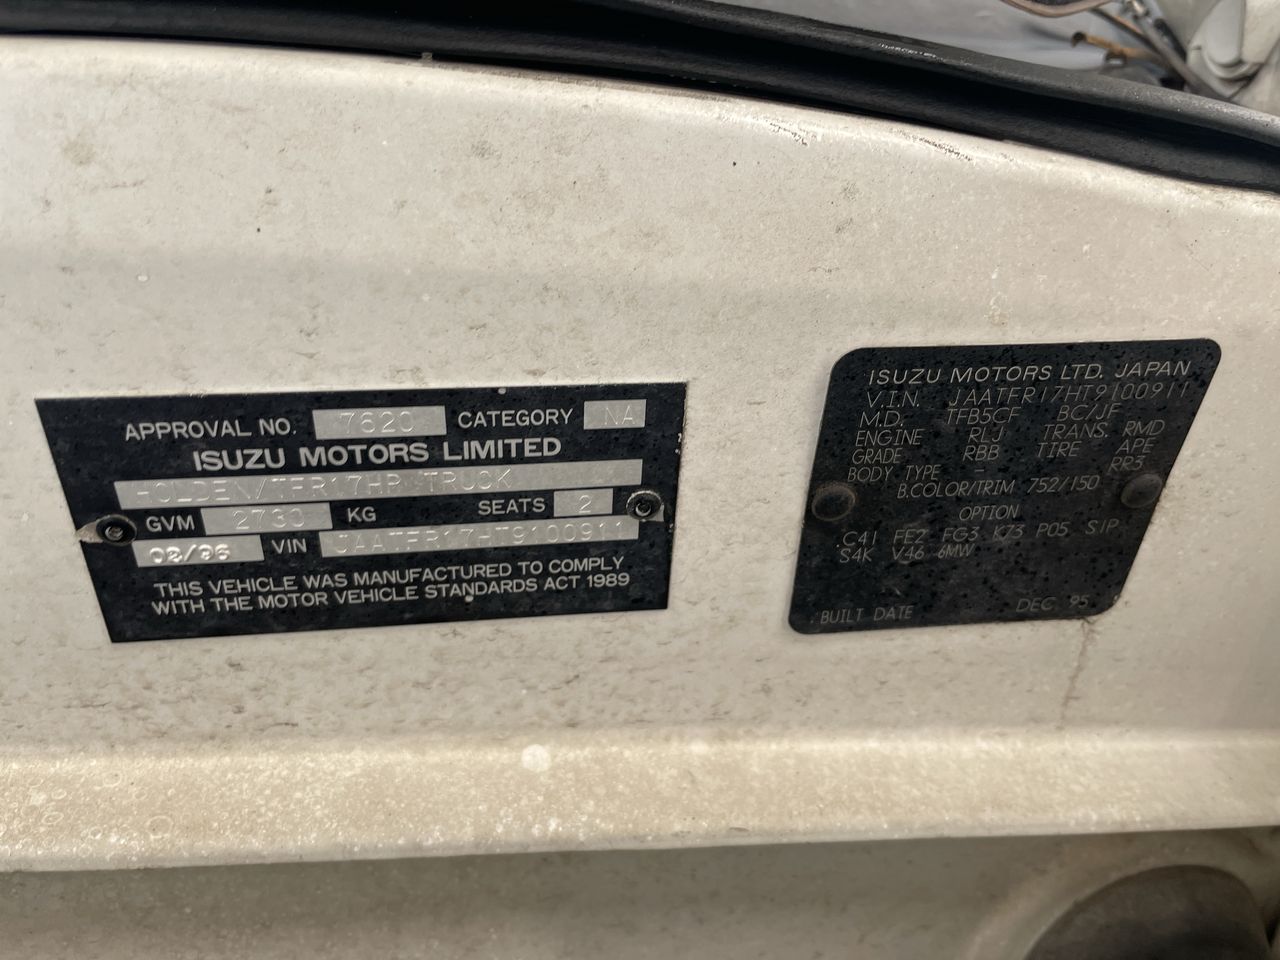 APPROVAL NO. 7620 CATEGORY NA
ISUZU MOTORS LIMITED
HOLDEN/TFR17HR TRUCK
GVM 2730 KG SEATS 2
02/96 VIN JAATFR17HT9100911
THIS VEHICLE WAS MANUFACTURED TO COMPLY
WITH THE MOTOR VEHICLE STANDARDS ACT 1989
ISUZU MOTORS LTD. JAPAN
V.I.N. JAATFR17HT9100911
M.D. TFB5CF BC/JF
ENGINE RLJ TRANS. RMD
GRADE RBB TIRE APE
BODY TYPE - RR3
B.COLOR/TRIM 752/150
OPTION
C41 FE2 FG3 K73 P05 SIP
S4K V46 6MW
BUILT DATE DEC, 95